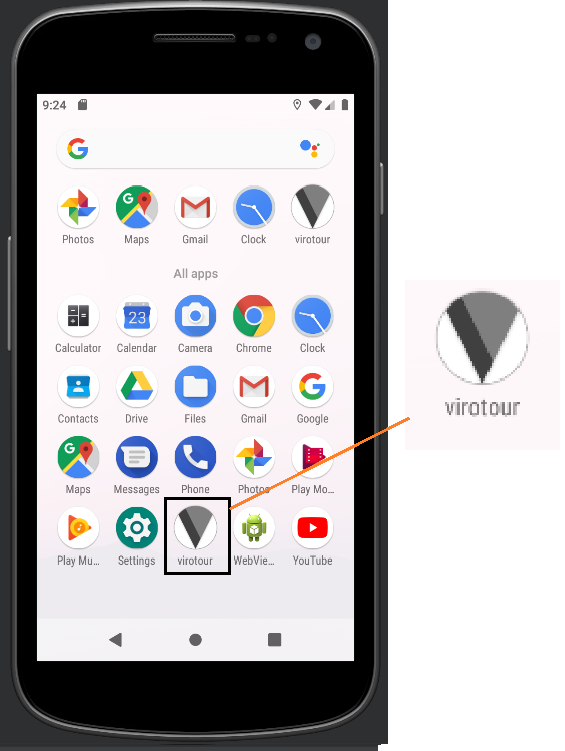 9:24
Photos Maps Gmail Clock virotour
All apps
Calculator Calendar Camera Chrome Clock
23
Contacts Drive Files Gmail Google
Maps Messages Phone Photos Play Mo...
Play Mu... Settings virotour WebVie... YouTube
virotour